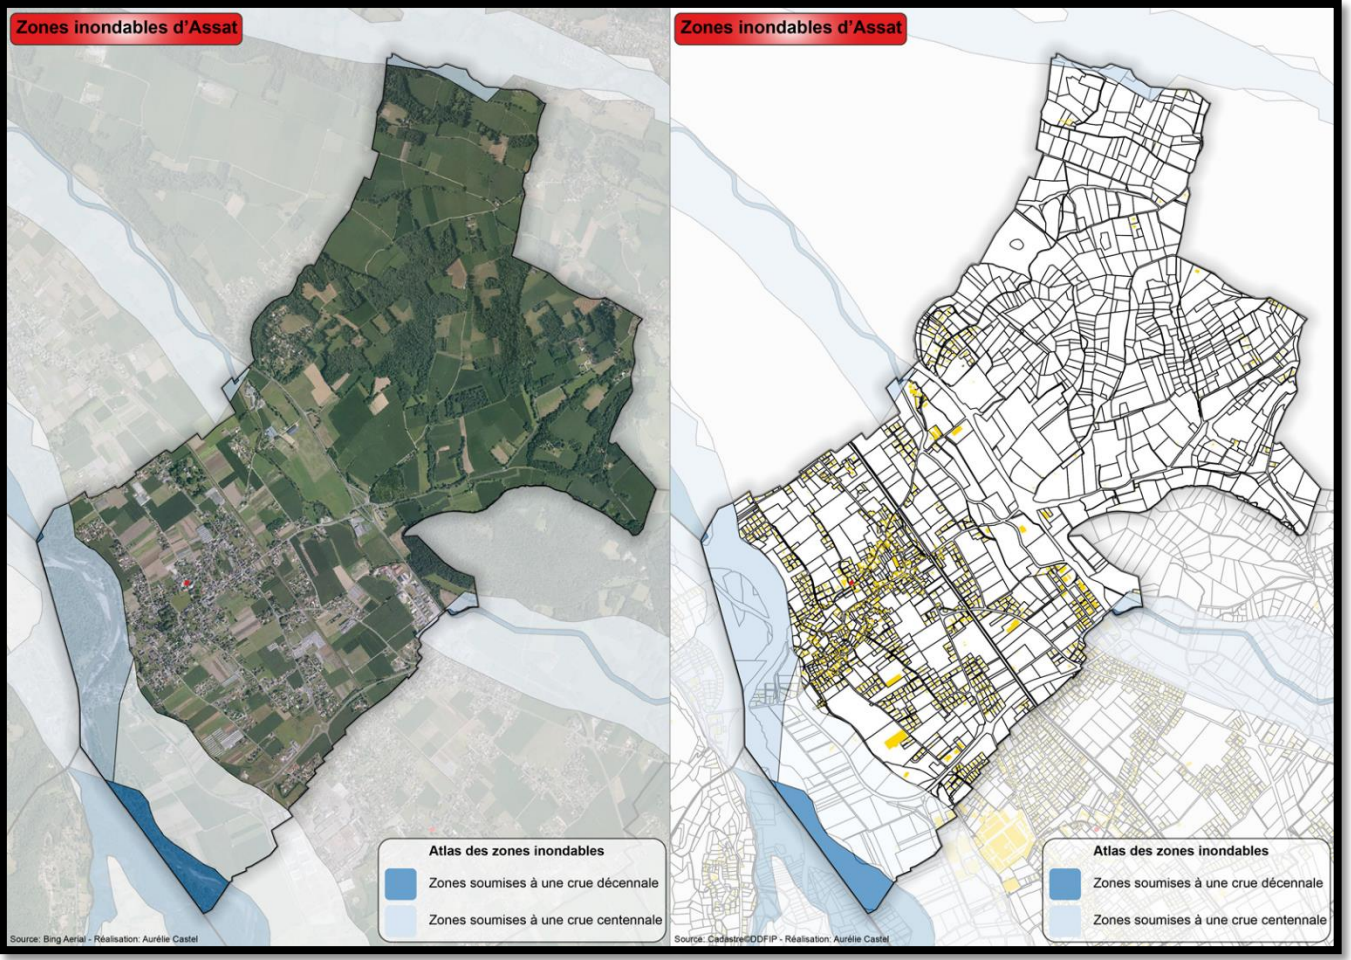 Zones inondables d'Assat
Atlas des zones inondables
Zones soumises à une crue décennale
Zones soumises à une crue centennale
Source: Bing Aerial - Réalisation: Aurélie Castel
Zones inondables d'Assat
Atlas des zones inondables
Zones soumises à une crue décennale
Zones soumises à une crue centennale
Source: Cadastre©DDFIP - Réalisation: Aurélie Castel